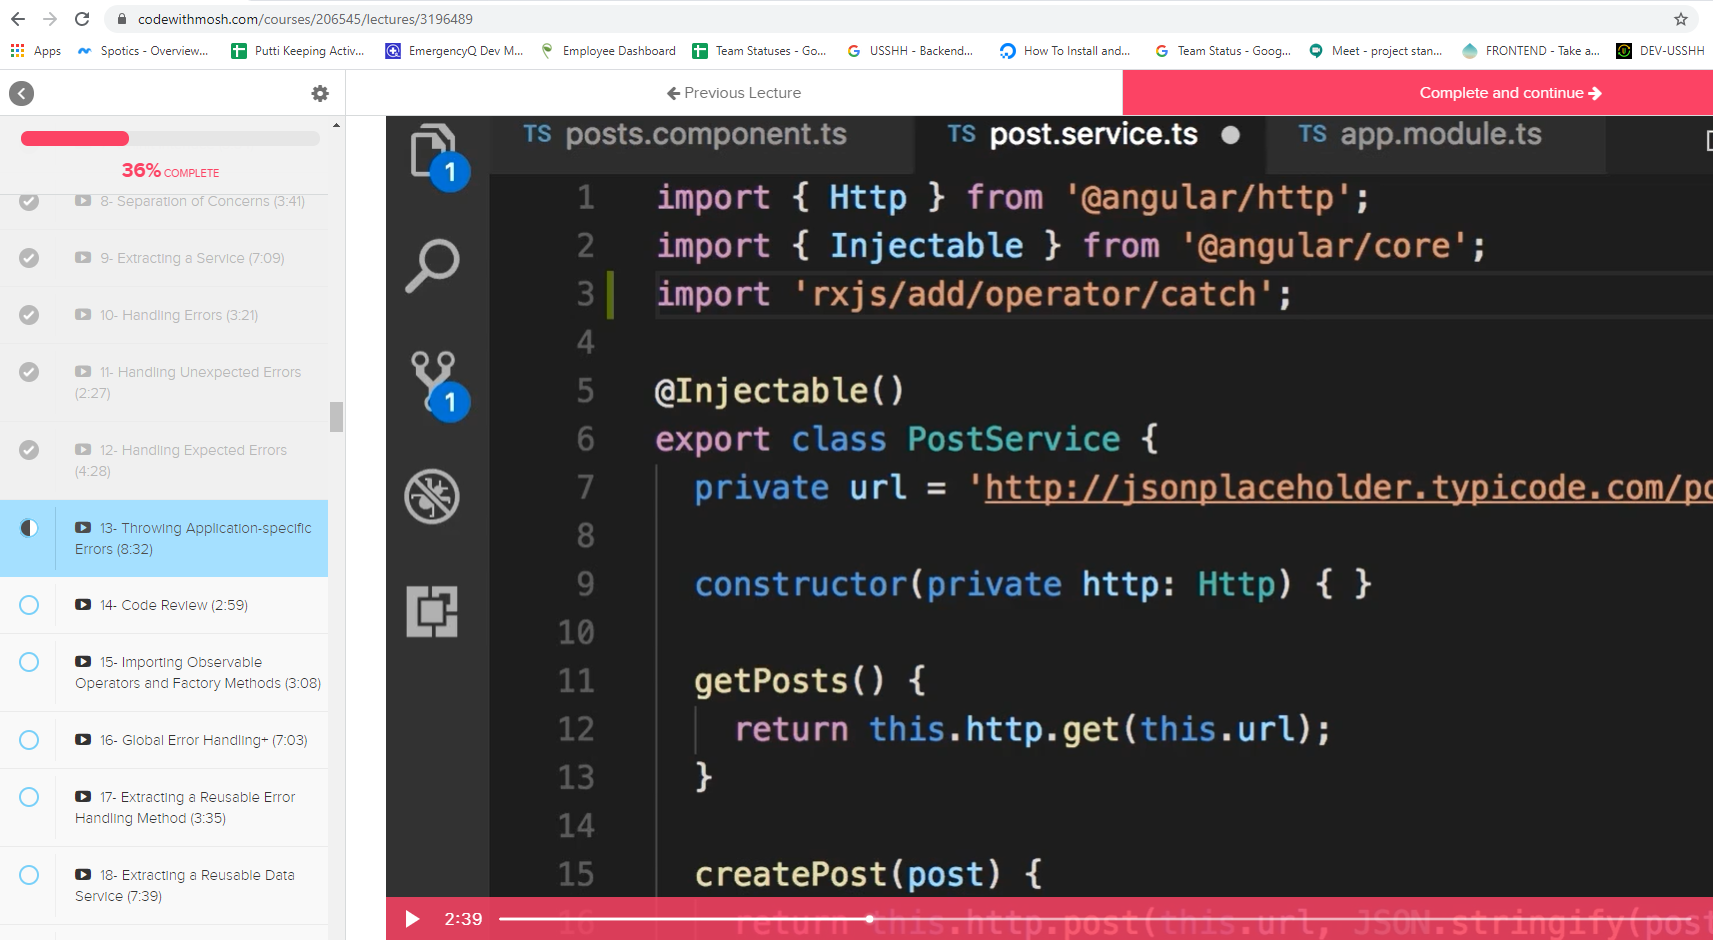 codewithmosh.com/courses/206545/lectures/3196489
Apps
Spotics - Overview...
Putti Keeping Activ...
EmergencyQ Dev M...
Employee Dashboard
Team Statuses - Go...
USSHH - Backend...
How To Install and...
Team Status - Goog...
Meet - project stan...
FRONTEND - Take a...
DEV-USSHH
Previous Lecture
Complete and continue
36% COMPLETE
8- Separation of Concerns (3:41)
9- Extracting a Service (7:09)
10- Handling Errors (3:21)
11- Handling Unexpected Errors
(2:27)
12- Handling Expected Errors
(4:28)
13- Throwing Application-specific
Errors (8:32)
14- Code Review (2:59)
15- Importing Observable
Operators and Factory Methods (3:08)
16- Global Error Handling+ (7:03)
17- Extracting a Reusable Error
Handling Method (3:35)
18- Extracting a Reusable Data
Service (7:39)
1
1
TS posts.component.ts
TS post.service.ts
TS app.module.ts
1 import { Http } from '@angular/http';
2 import { Injectable } from '@angular/core';
3 import 'rxjs/add/operator/catch';
4
5 @Injectable()
6 export class PostService {
7 private url = 'http://jsonplaceholder.typicode.com/po
8
9 constructor(private http: Http) { }
10
11 getPosts() {
12 return this.http.get(this.url);
13 }
14
15 createPost(post) {
16 return this.http.post(this.url, JSON.stringify(post
2:39